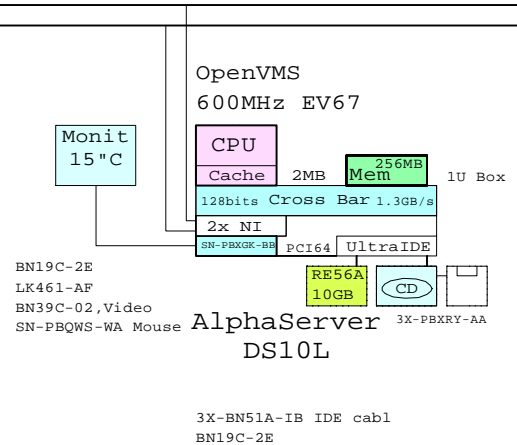 OpenVMS
600MHz EV67
Monit
15"C
CPU
Cache
2MB
256MB
Mem
1U Box
128bits Cross Bar 1.3GB/s
2x NI
SN-PBXGK-BB
PCI64
UltraIDE
BN19C-2E
LK461-AF
BN39C-02,Video
SN-PBQWS-WA Mouse
RE56A
10GB
CD
3X-PBXRY-AA
AlphaServer
DS10L
3X-BN51A-IB IDE cabl
BN19C-2E